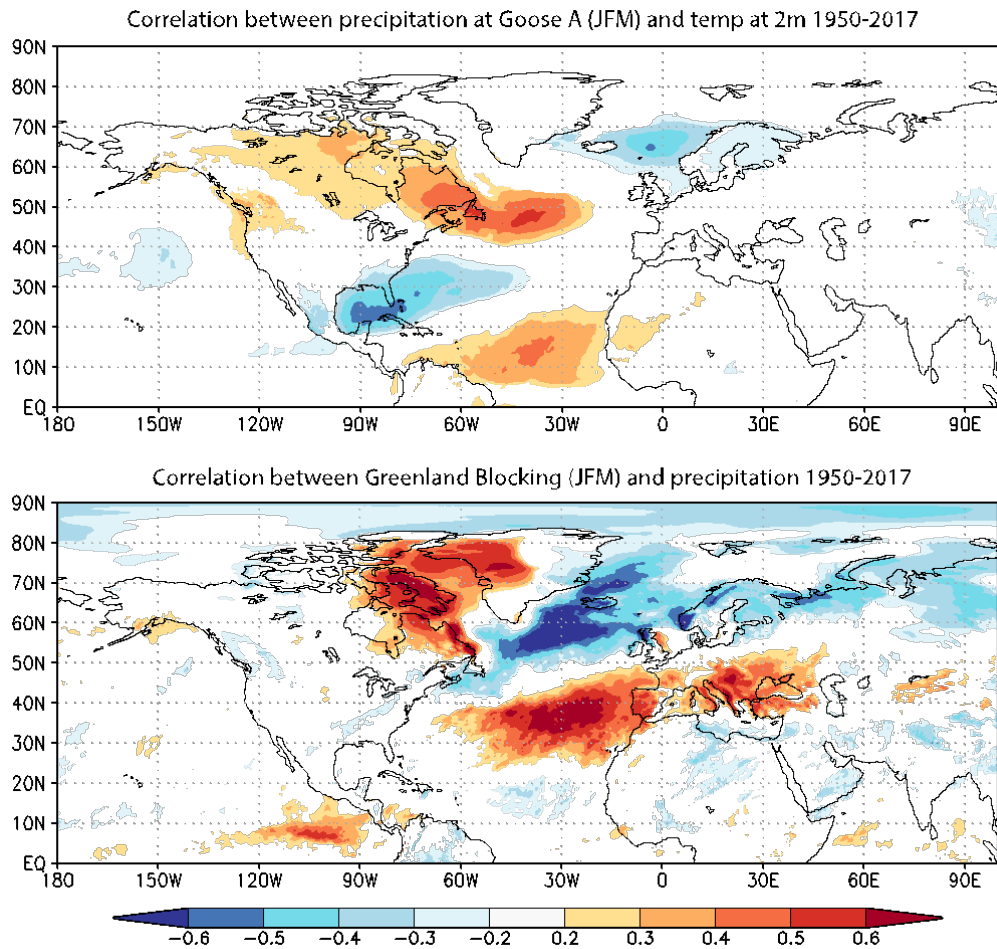 Correlation between precipitation at Goose A (JFM) and temp at 2m 1950-2017
90N
80N
70N
60N
50N
40N
30N
20N
10N
EQ
180 150W 120W 90W 60W 30W 0 30E 60E 90E
Correlation between Greenland Blocking (JFM) and precipitation 1950-2017
90N
80N
70N
60N
50N
40N
30N
20N
10N
EQ
180 150W 120W 90W 60W 30W 0 30E 60E 90E
−0.6 −0.5 −0.4 −0.3 −0.2 0.2 0.3 0.4 0.5 0.6